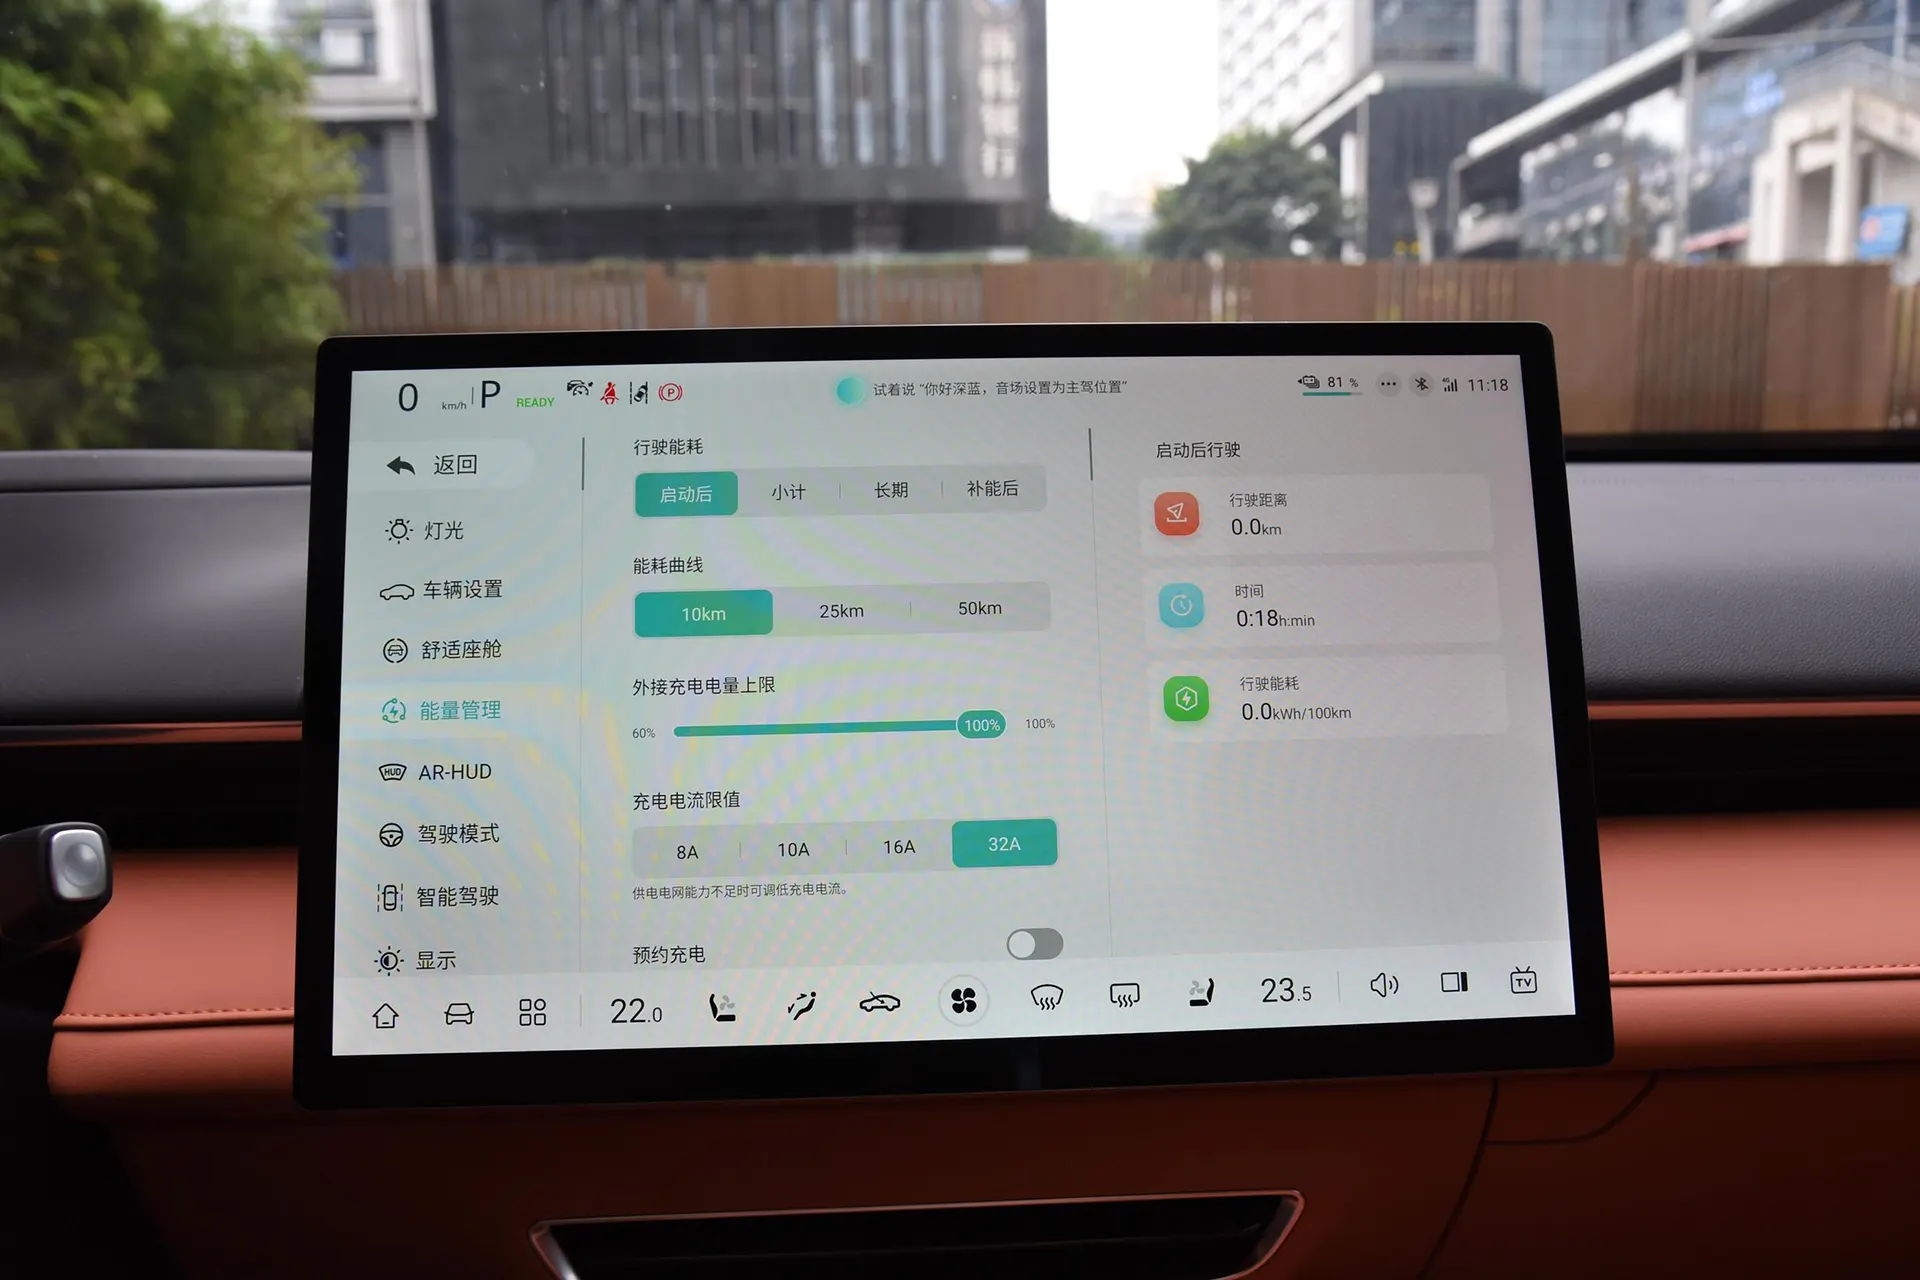 0 km/h P READY
试着说 “你好深蓝，音场设置为主驾位置”
81 % ••• 4G 11:18
返回
灯光
车辆设置
舒适座舱
能量管理
HUD AR-HUD
驾驶模式
智能驾驶
显示
行驶能耗
启动后 小计 长期 补能后
能耗曲线
10km 25km 50km
外接充电电量上限
60% 100% 100%
充电电流限值
8A 10A 16A 32A
供电电网能力不足时可调低充电电流。
预约充电
启动后行驶
行驶距离
0.0km
时间
0:18h:min
行驶能耗
0.0kWh/100km
22.0 23.5 TV